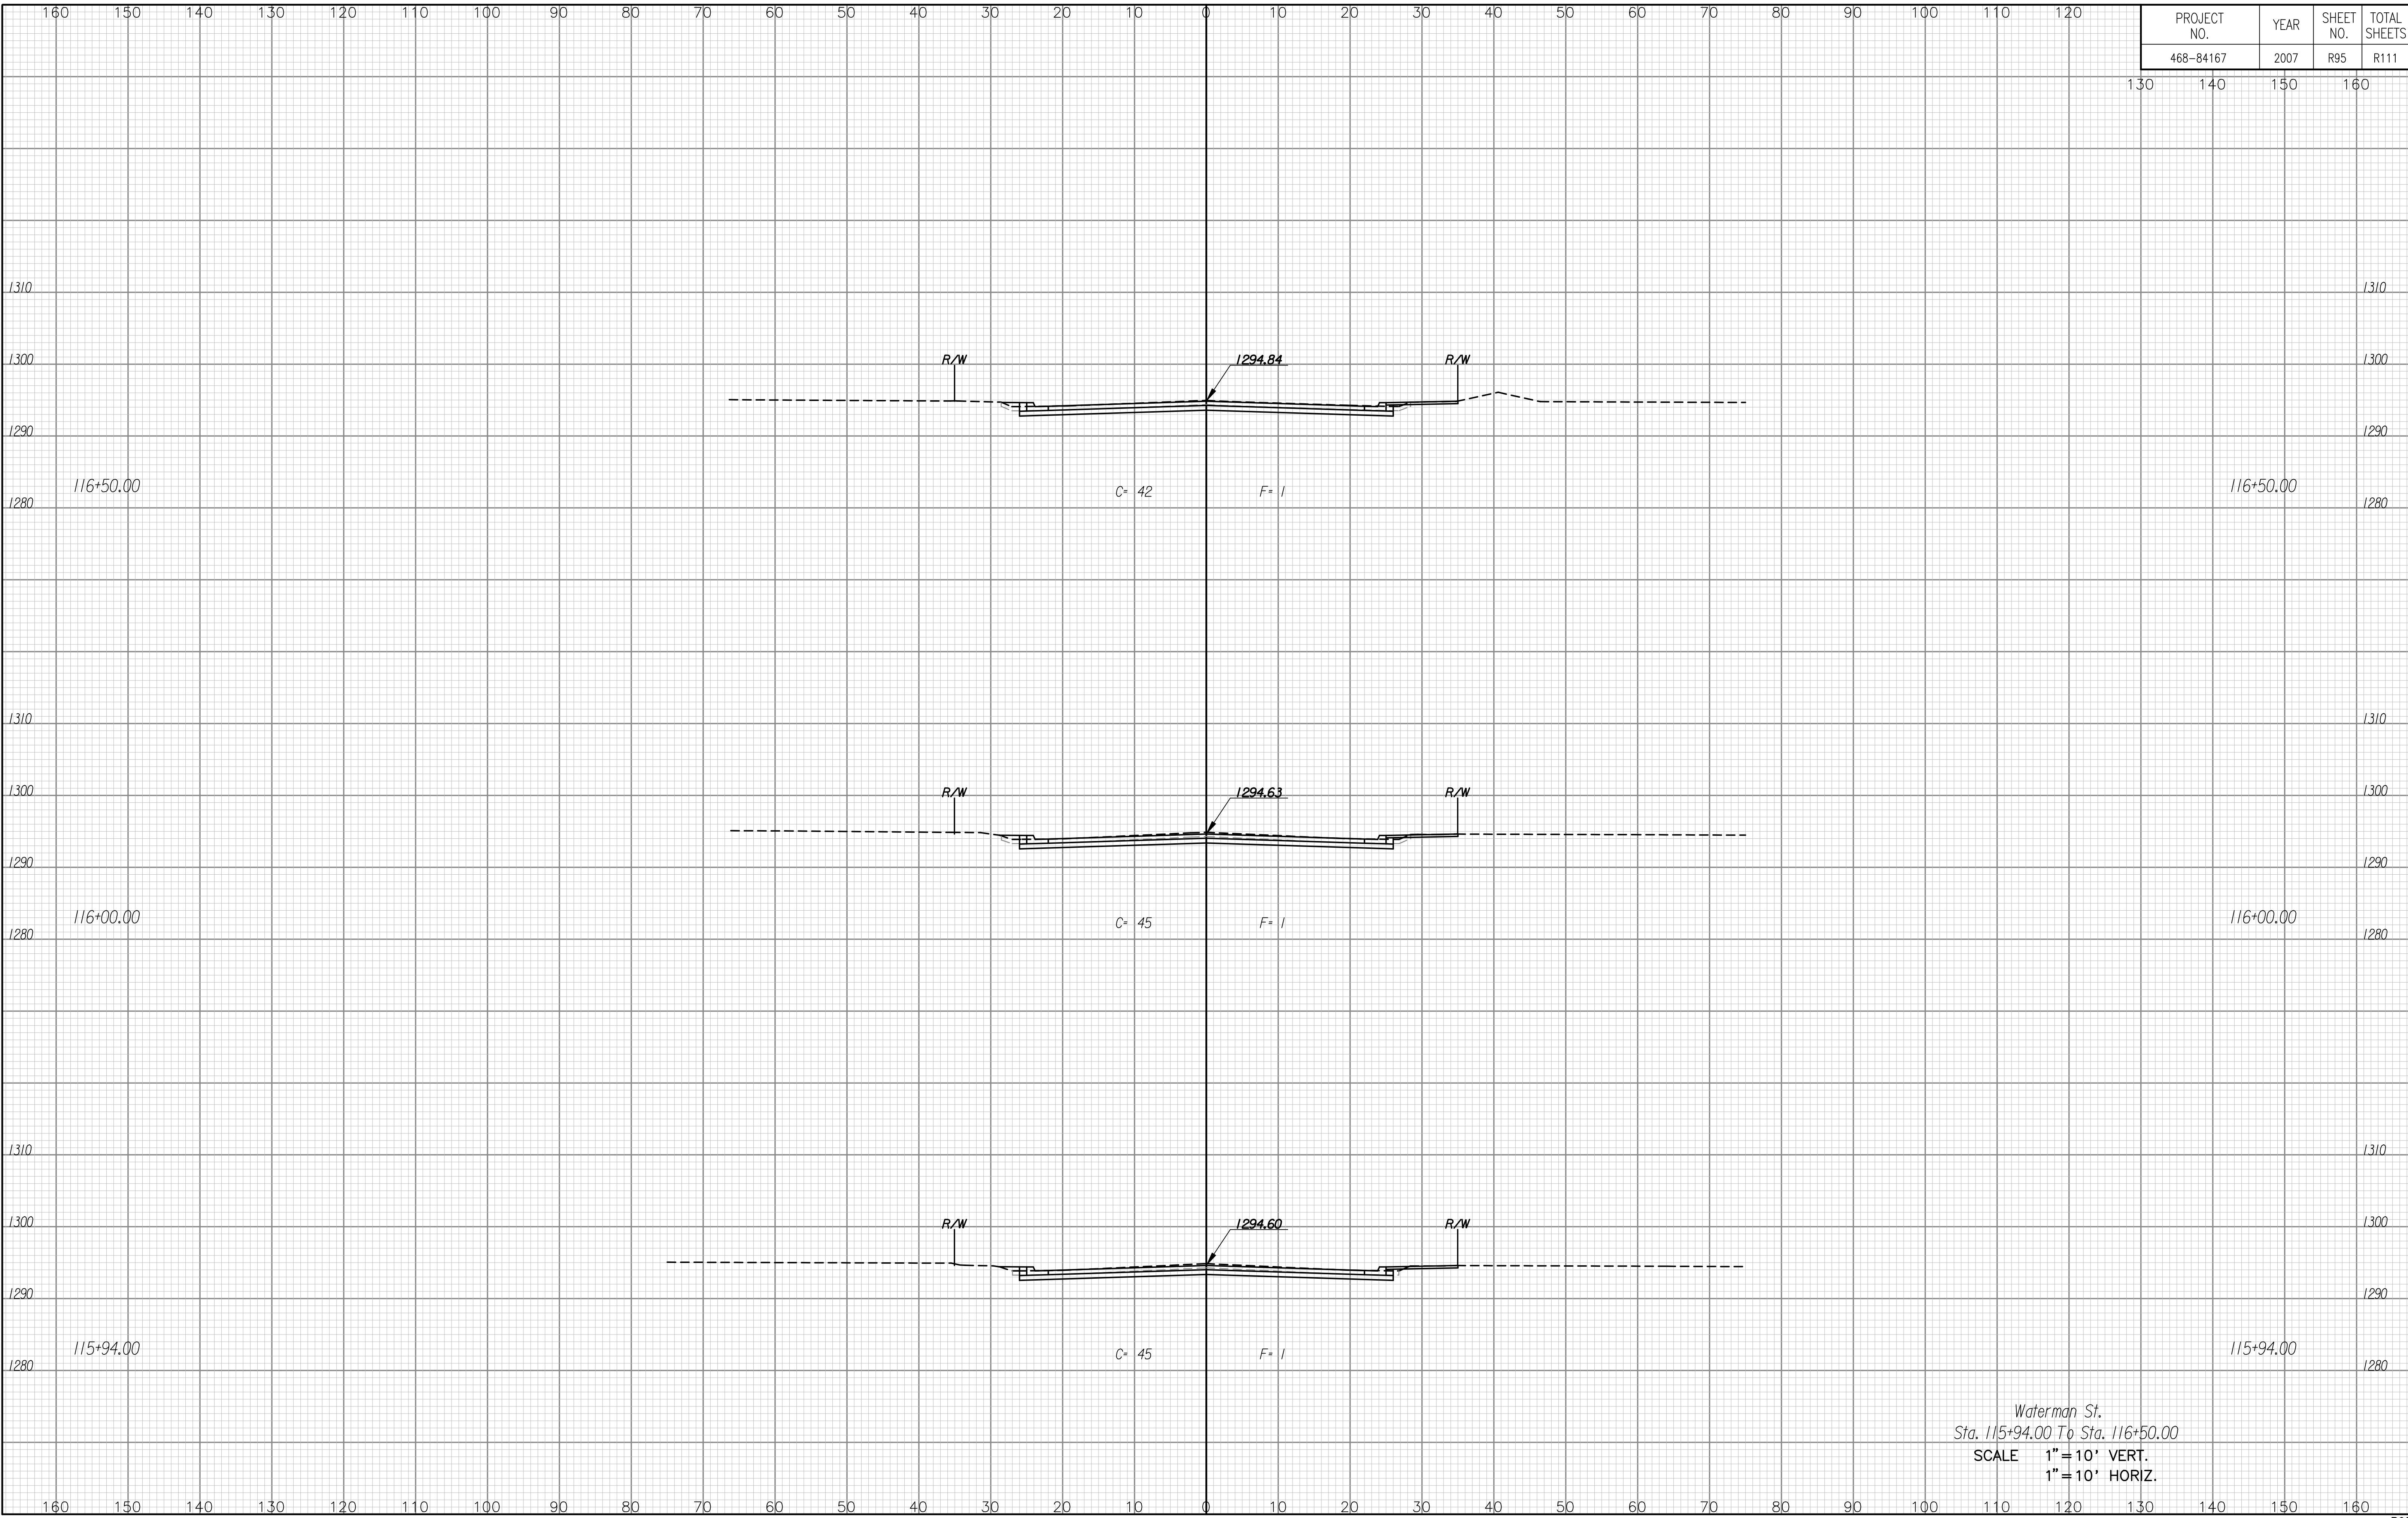 160 150 140 130 120 110 100 90 80 70 60 50 40 30 20 10 0 10 20 30 40 50 60 70 80 90 100 110 120
PROJECT NO. YEAR SHEET NO. TOTAL SHEETS
468-84167 2007 R95 R111
130 140 150 160
1310 1310
1300 R/W 1294.84 R/W 1300
1290 1290
116+50.00 C= 42 F= 1 116+50.00
1280 1280
1310 1310
1300 R/W 1294.63 R/W 1300
1290 1290
116+00.00 C= 45 F= 1 116+00.00
1280 1280
1310 1310
1300 R/W 1294.60 R/W 1300
1290 1290
115+94.00 C= 45 F= 1 115+94.00
1280 1280
Waterman St.
Sta. 115+94.00 To Sta. 116+50.00
SCALE 1"=10' VERT.
1"=10' HORIZ.
160 150 140 130 120 110 100 90 80 70 60 50 40 30 20 10 0 10 20 30 40 50 60 70 80 90 100 110 120 130 140 150 160